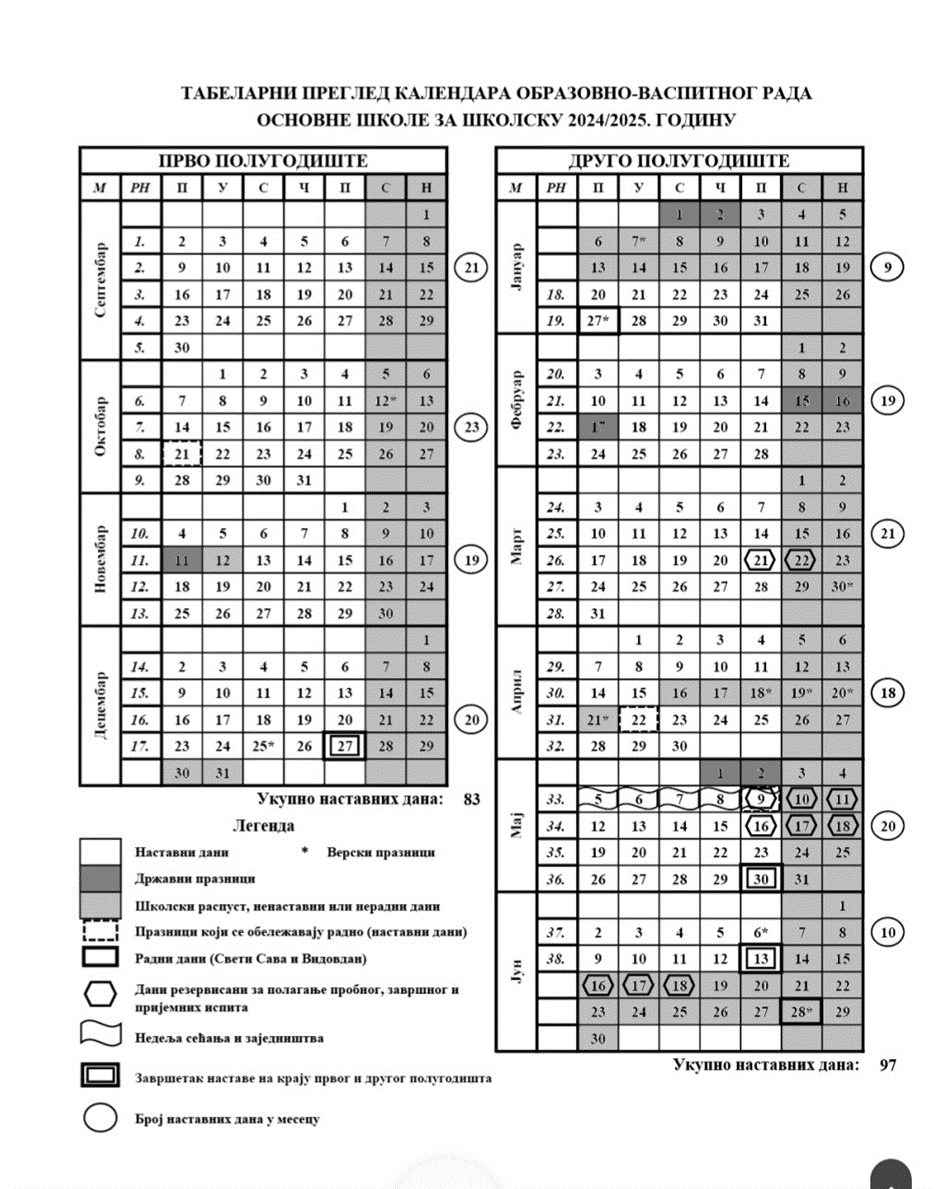 ТАБЕЛАРНИ ПРЕГЛЕД КАЛЕНДАРА ОБРАЗОВНО-ВАСПИТНОГ РАДА
ОСНОВНЕ ШКОЛЕ ЗА ШКОЛСКУ 2024/2025. ГОДИНУ
ПРВО ПОЛУГОДИШТЕ
М РН П У С Ч П С Н
Септембар
1
1. 2 3 4 5 6 7 8
2. 9 10 11 12 13 14 15 21
3. 16 17 18 19 20 21 22
4. 23 24 25 26 27 28 29
5. 30
Октобар
1 2 3 4 5 6
6. 7 8 9 10 11 12* 13
7. 14 15 16 17 18 19 20 23
8. 21 22 23 24 25 26 27
9. 28 29 30 31
Новембар
1 2 3
10. 4 5 6 7 8 9 10
11. 11 12 13 14 15 16 17 19
12. 18 19 20 21 22 23 24
13. 25 26 27 28 29 30
Децембар
1
14. 2 3 4 5 6 7 8
15. 9 10 11 12 13 14 15
16. 16 17 18 19 20 21 22 20
17. 23 24 25* 26 27 28 29
30 31
Укупно наставних дана: 83
Легенда
Наставни дани * Верски празници
Државни празници
Школски распуст, ненаставни или нерадни дани
Празници који се обележавају радно (наставни дани)
Радни дани (Свети Сава и Видовдан)
Дани резервисани за полагање пробног, завршног и
пријемних испита
Недеља сећања и заједништва
Завршетак наставе на крају првог и другог полугодишта
Број наставних дана у месецу
ДРУГО ПОЛУГОДИШТЕ
М РН П У С Ч П С Н
Јануар
1 2 3 4 5
6 7* 8 9 10 11 12
13 14 15 16 17 18 19 9
18. 20 21 22 23 24 25 26
19. 27* 28 29 30 31
Фебруар
1 2
20. 3 4 5 6 7 8 9
21. 10 11 12 13 14 15 16 19
22. 17 18 19 20 21 22 23
23. 24 25 26 27 28
Март
1 2
24. 3 4 5 6 7 8 9
25. 10 11 12 13 14 15 16 21
26. 17 18 19 20 21 22 23
27. 24 25 26 27 28 29 30*
28. 31
Април
1 2 3 4 5 6
29. 7 8 9 10 11 12 13
30. 14 15 16 17 18* 19* 20* 18
31. 21* 22 23 24 25 26 27
32. 28 29 30
Мај
1 2 3 4
33. 5 6 7 8 9 10 11
34. 12 13 14 15 16 17 18 20
35. 19 20 21 22 23 24 25
36. 26 27 28 29 30 31
Јун
1
37. 2 3 4 5 6* 7 8 10
38. 9 10 11 12 13 14 15
16 17 18 19 20 21 22
23 24 25 26 27 28* 29
30
Укупно наставних дана: 97